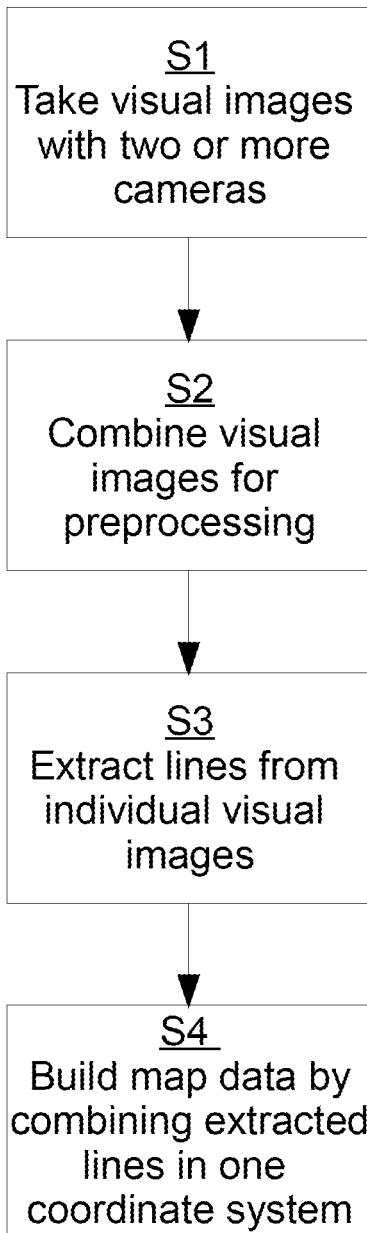 S1
Take visual images
with two or more
cameras
S2
Combine visual
images for
preprocessing
S3
Extract lines from
individual visual
images
S4
Build map data by
combining extracted
lines in one
coordinate system